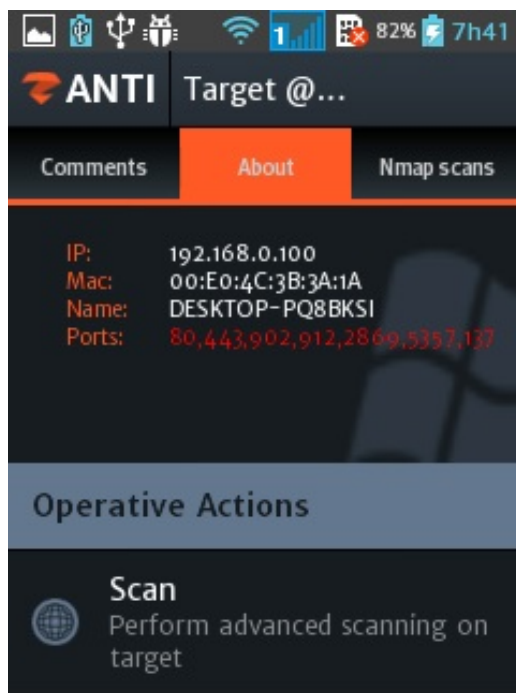 1 82% 7h41
ANTI Target @...
Comments About Nmap scans
IP: 192.168.0.100
Mac: 00:E0:4C:3B:3A:1A
Name: DESKTOP-PQ8BKSI
Ports: 80,443,902,912,2869,5357,137
Operative Actions
Scan
Perform advanced scanning on
target